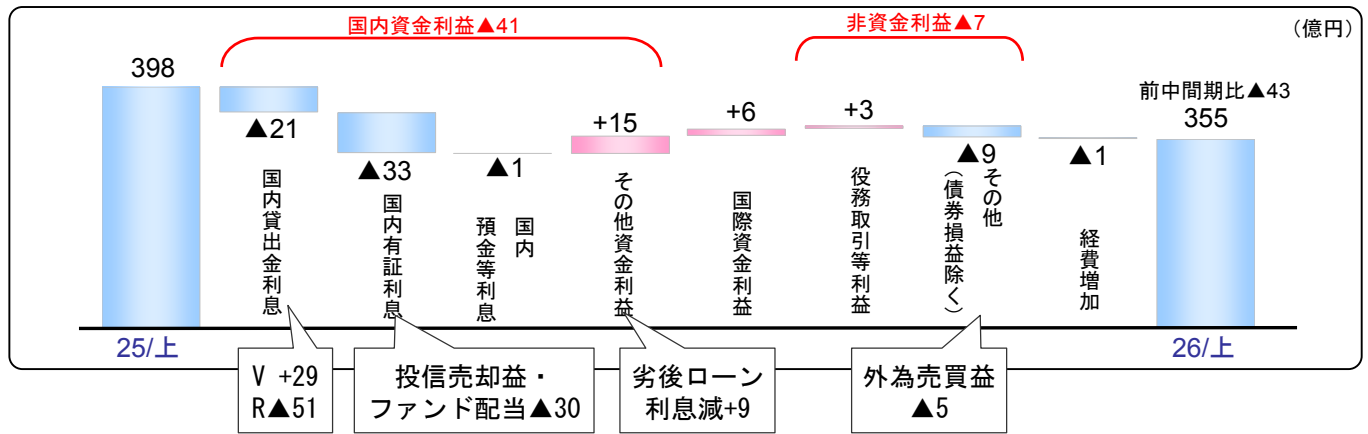 国内資金利益▲41
非資金利益▲7
(億円)
398
▲21
▲33
▲1
+15
+6
+3
▲9
▲1
前中間期比▲43
355
国内貸出金利息
国内有証利息
国内
預金等利息
その他資金利益
国際資金利益
役務取引等利益
その他
(債券損益除く)
経費増加
25/上
26/上
V +29
R▲51
投信売却益・
ファンド配当▲30
劣後ローン
利息減+9
外為売買益
▲5